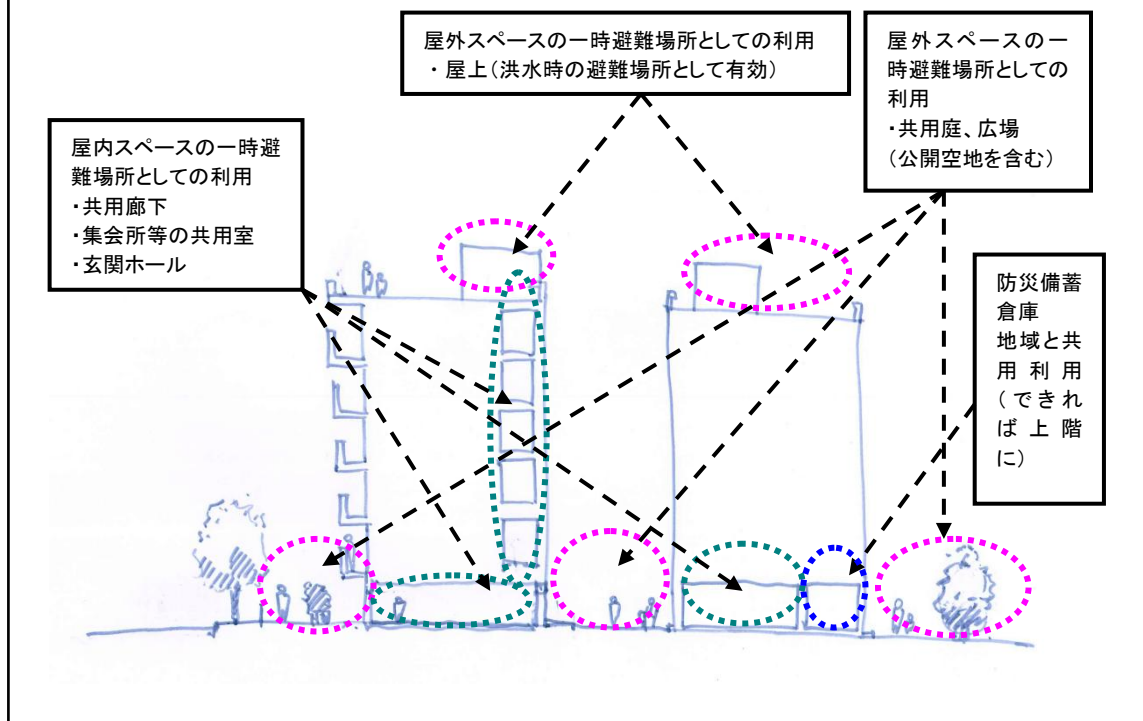 屋外スペースの一時避難場所としての利用
・屋上(洪水時の避難場所として有効)
屋外スペースの一
時避難場所としての
利用
・共用庭、広場
(公開空地を含む)
屋内スペースの一時避
難場所としての利用
・共用廊下
・集会所等の共用室
・玄関ホール
防災備蓄
倉庫
地域と共
用利用
(できれ
ば上階
に)